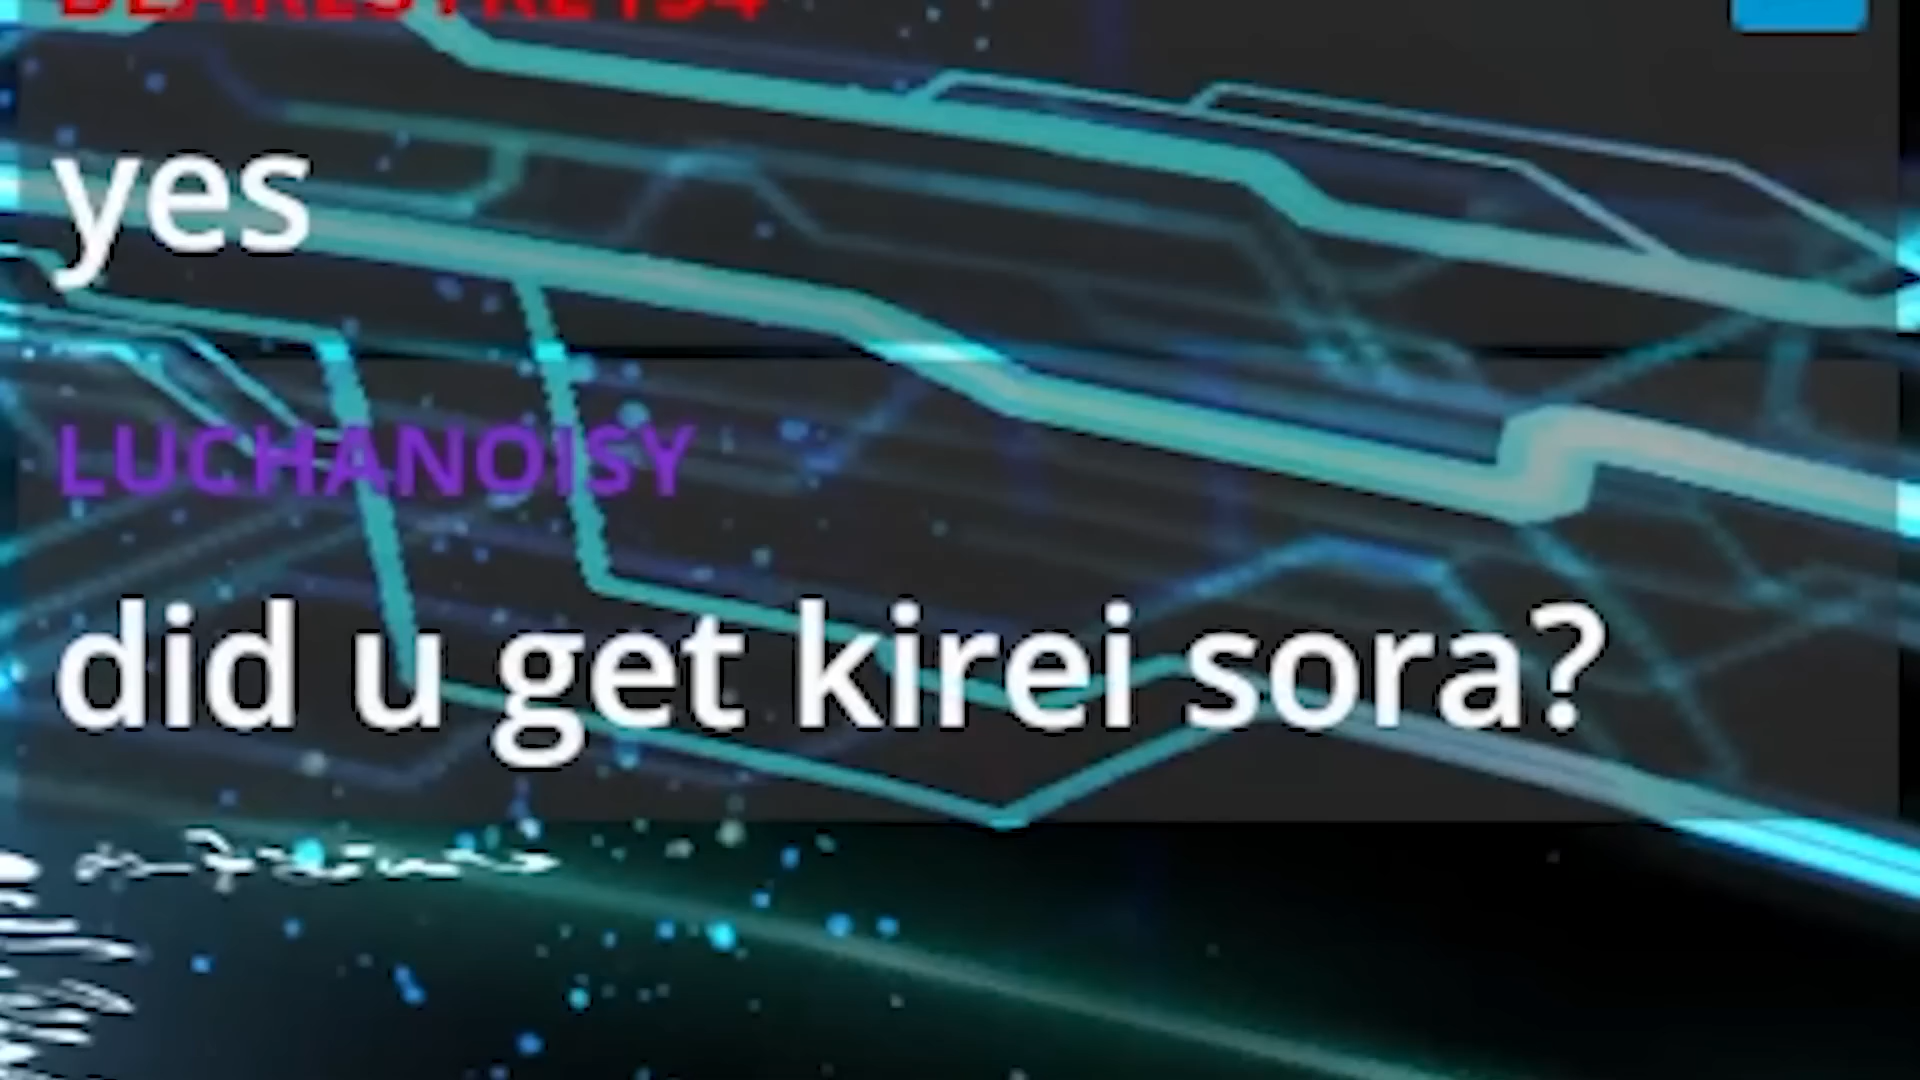 yes
LUCHANOISY
did u get kirei sora?